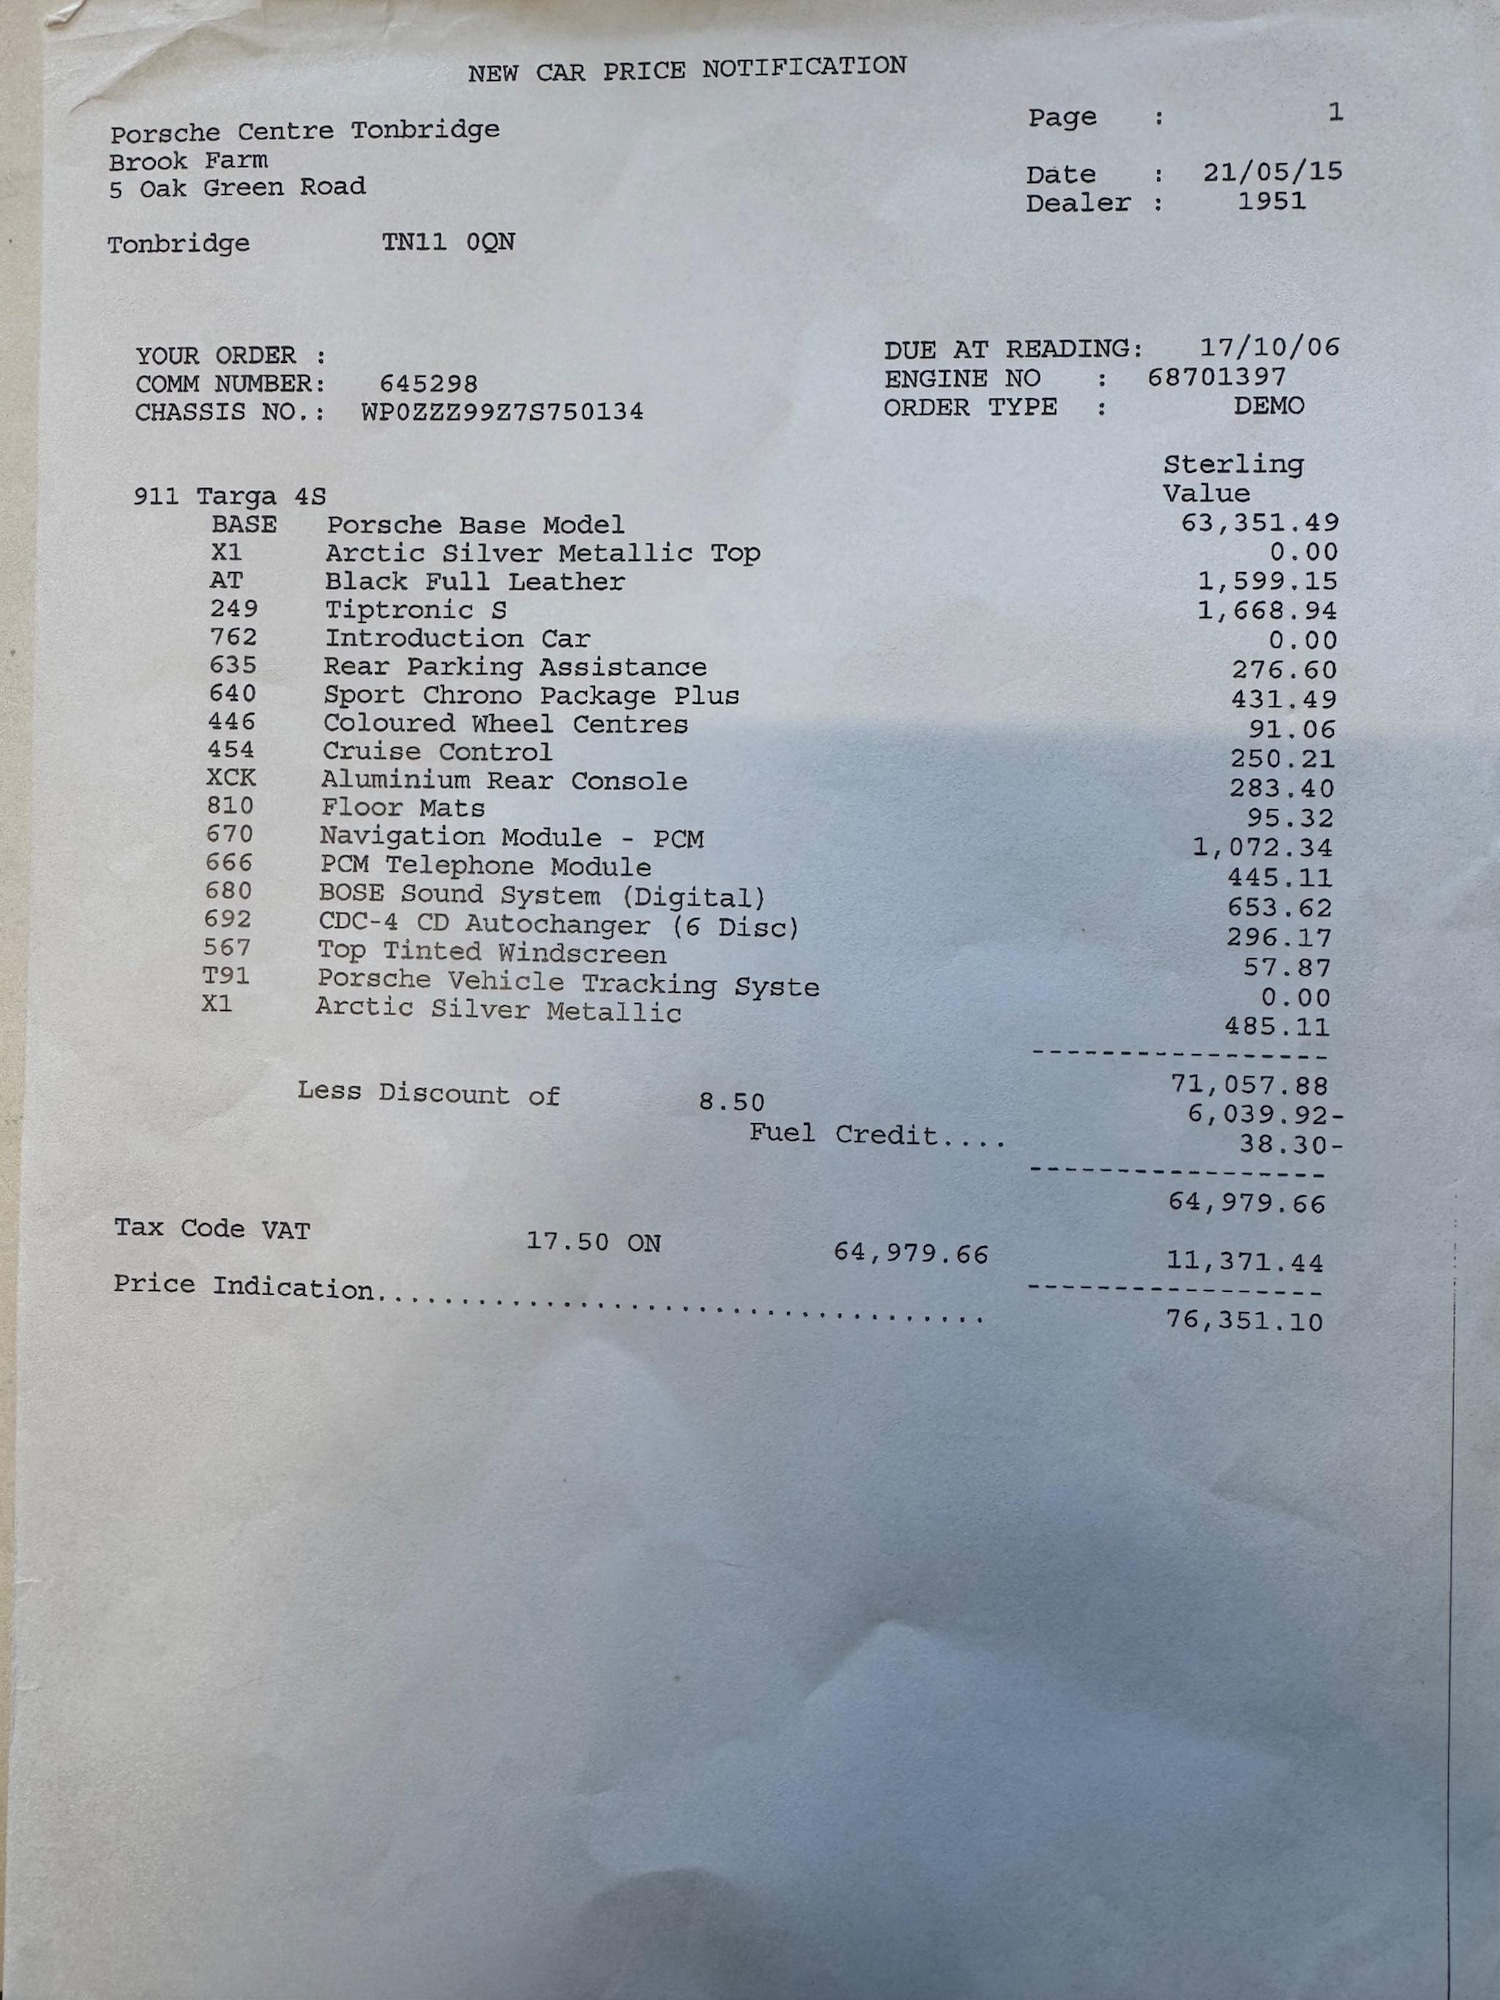 NEW CAR PRICE NOTIFICATION
Porsche Centre Tonbridge Page : 1
Brook Farm
5 Oak Green Road Date : 21/05/15
Dealer : 1951
Tonbridge TN11 0QN
YOUR ORDER : DUE AT READING: 17/10/06
COMM NUMBER: 645298 ENGINE NO : 68701397
CHASSIS NO.: WP0ZZZ99Z7S750134 ORDER TYPE : DEMO
Sterling
911 Targa 4S Value
BASE Porsche Base Model 63,351.49
X1 Arctic Silver Metallic Top 0.00
AT Black Full Leather 1,599.15
249 Tiptronic S 1,668.94
762 Introduction Car 0.00
635 Rear Parking Assistance 276.60
640 Sport Chrono Package Plus 431.49
446 Coloured Wheel Centres 91.06
454 Cruise Control 250.21
XCK Aluminium Rear Console 283.40
810 Floor Mats 95.32
670 Navigation Module - PCM 1,072.34
666 PCM Telephone Module 445.11
680 BOSE Sound System (Digital) 653.62
692 CDC-4 CD Autochanger (6 Disc) 296.17
567 Top Tinted Windscreen 57.87
T91 Porsche Vehicle Tracking Syste 0.00
X1 Arctic Silver Metallic 485.11
-----------------
71,057.88
Less Discount of 8.50 6,039.92-
Fuel Credit.... 38.30-
-----------------
64,979.66
Tax Code VAT 17.50 ON 64,979.66 11,371.44
-----------------
Price Indication..................................... 76,351.10